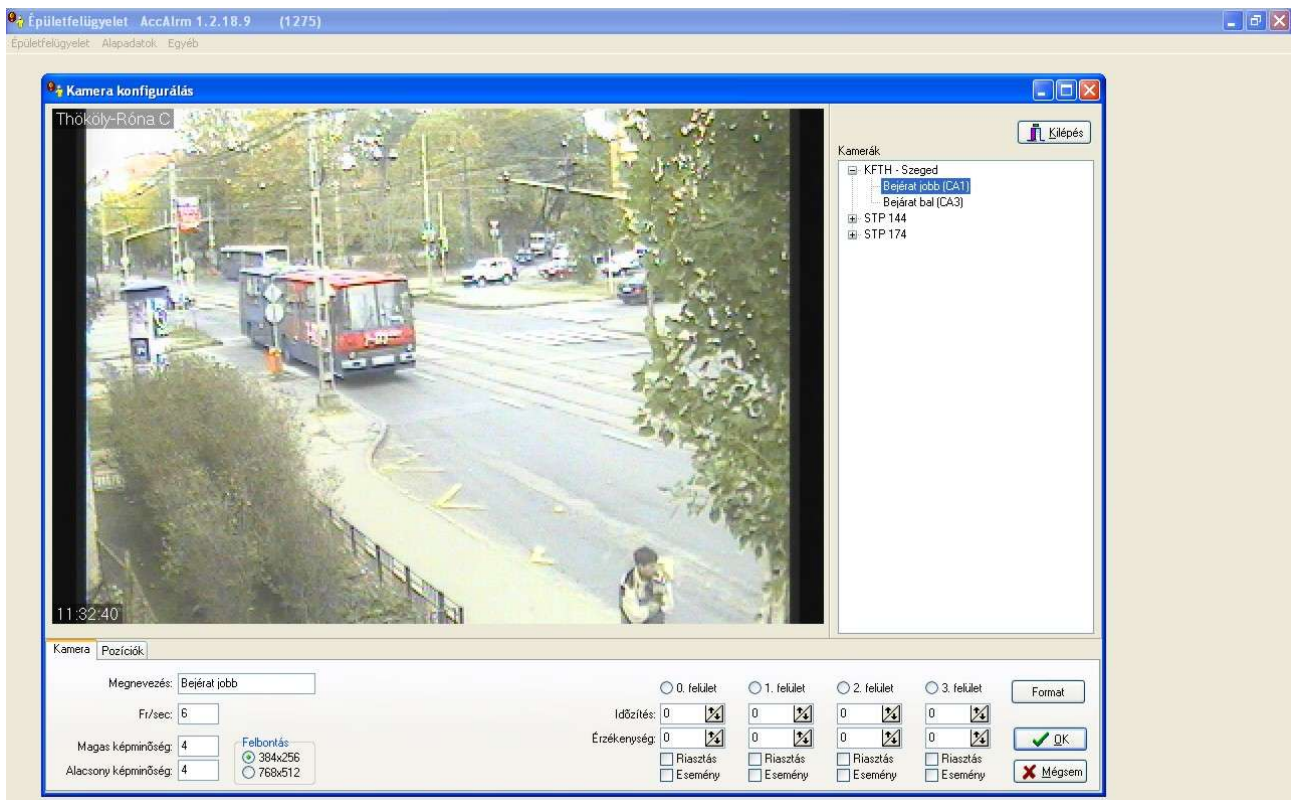 Épületfelügyelet AccAlrm 1.2.18.9 (1275)
Épületfelügyelet Alapadatok Egyéb
Kamera konfigurálás
Thököly-Róna C
11:32:40
Kilépés
Kamerák
KFTH - Szeged
Bejérat jobb (CA1)
Bejárat bal (CA3)
STP 144
STP 174
Kamera Pozíciók
Megnevezés: Bejérat jobb
Fr/sec: 6
Magas képminőség: 4
Alacsony képminőség: 4
Felbontás
384x256
768x512
0. felület 1. felület 2. felület 3. felület
Időzítés: 0 0 0 0
Érzékenység: 0 0 0 0
Riasztás Riasztás Riasztás Riasztás
Esemény Esemény Esemény Esemény
Format
OK
Mégsem